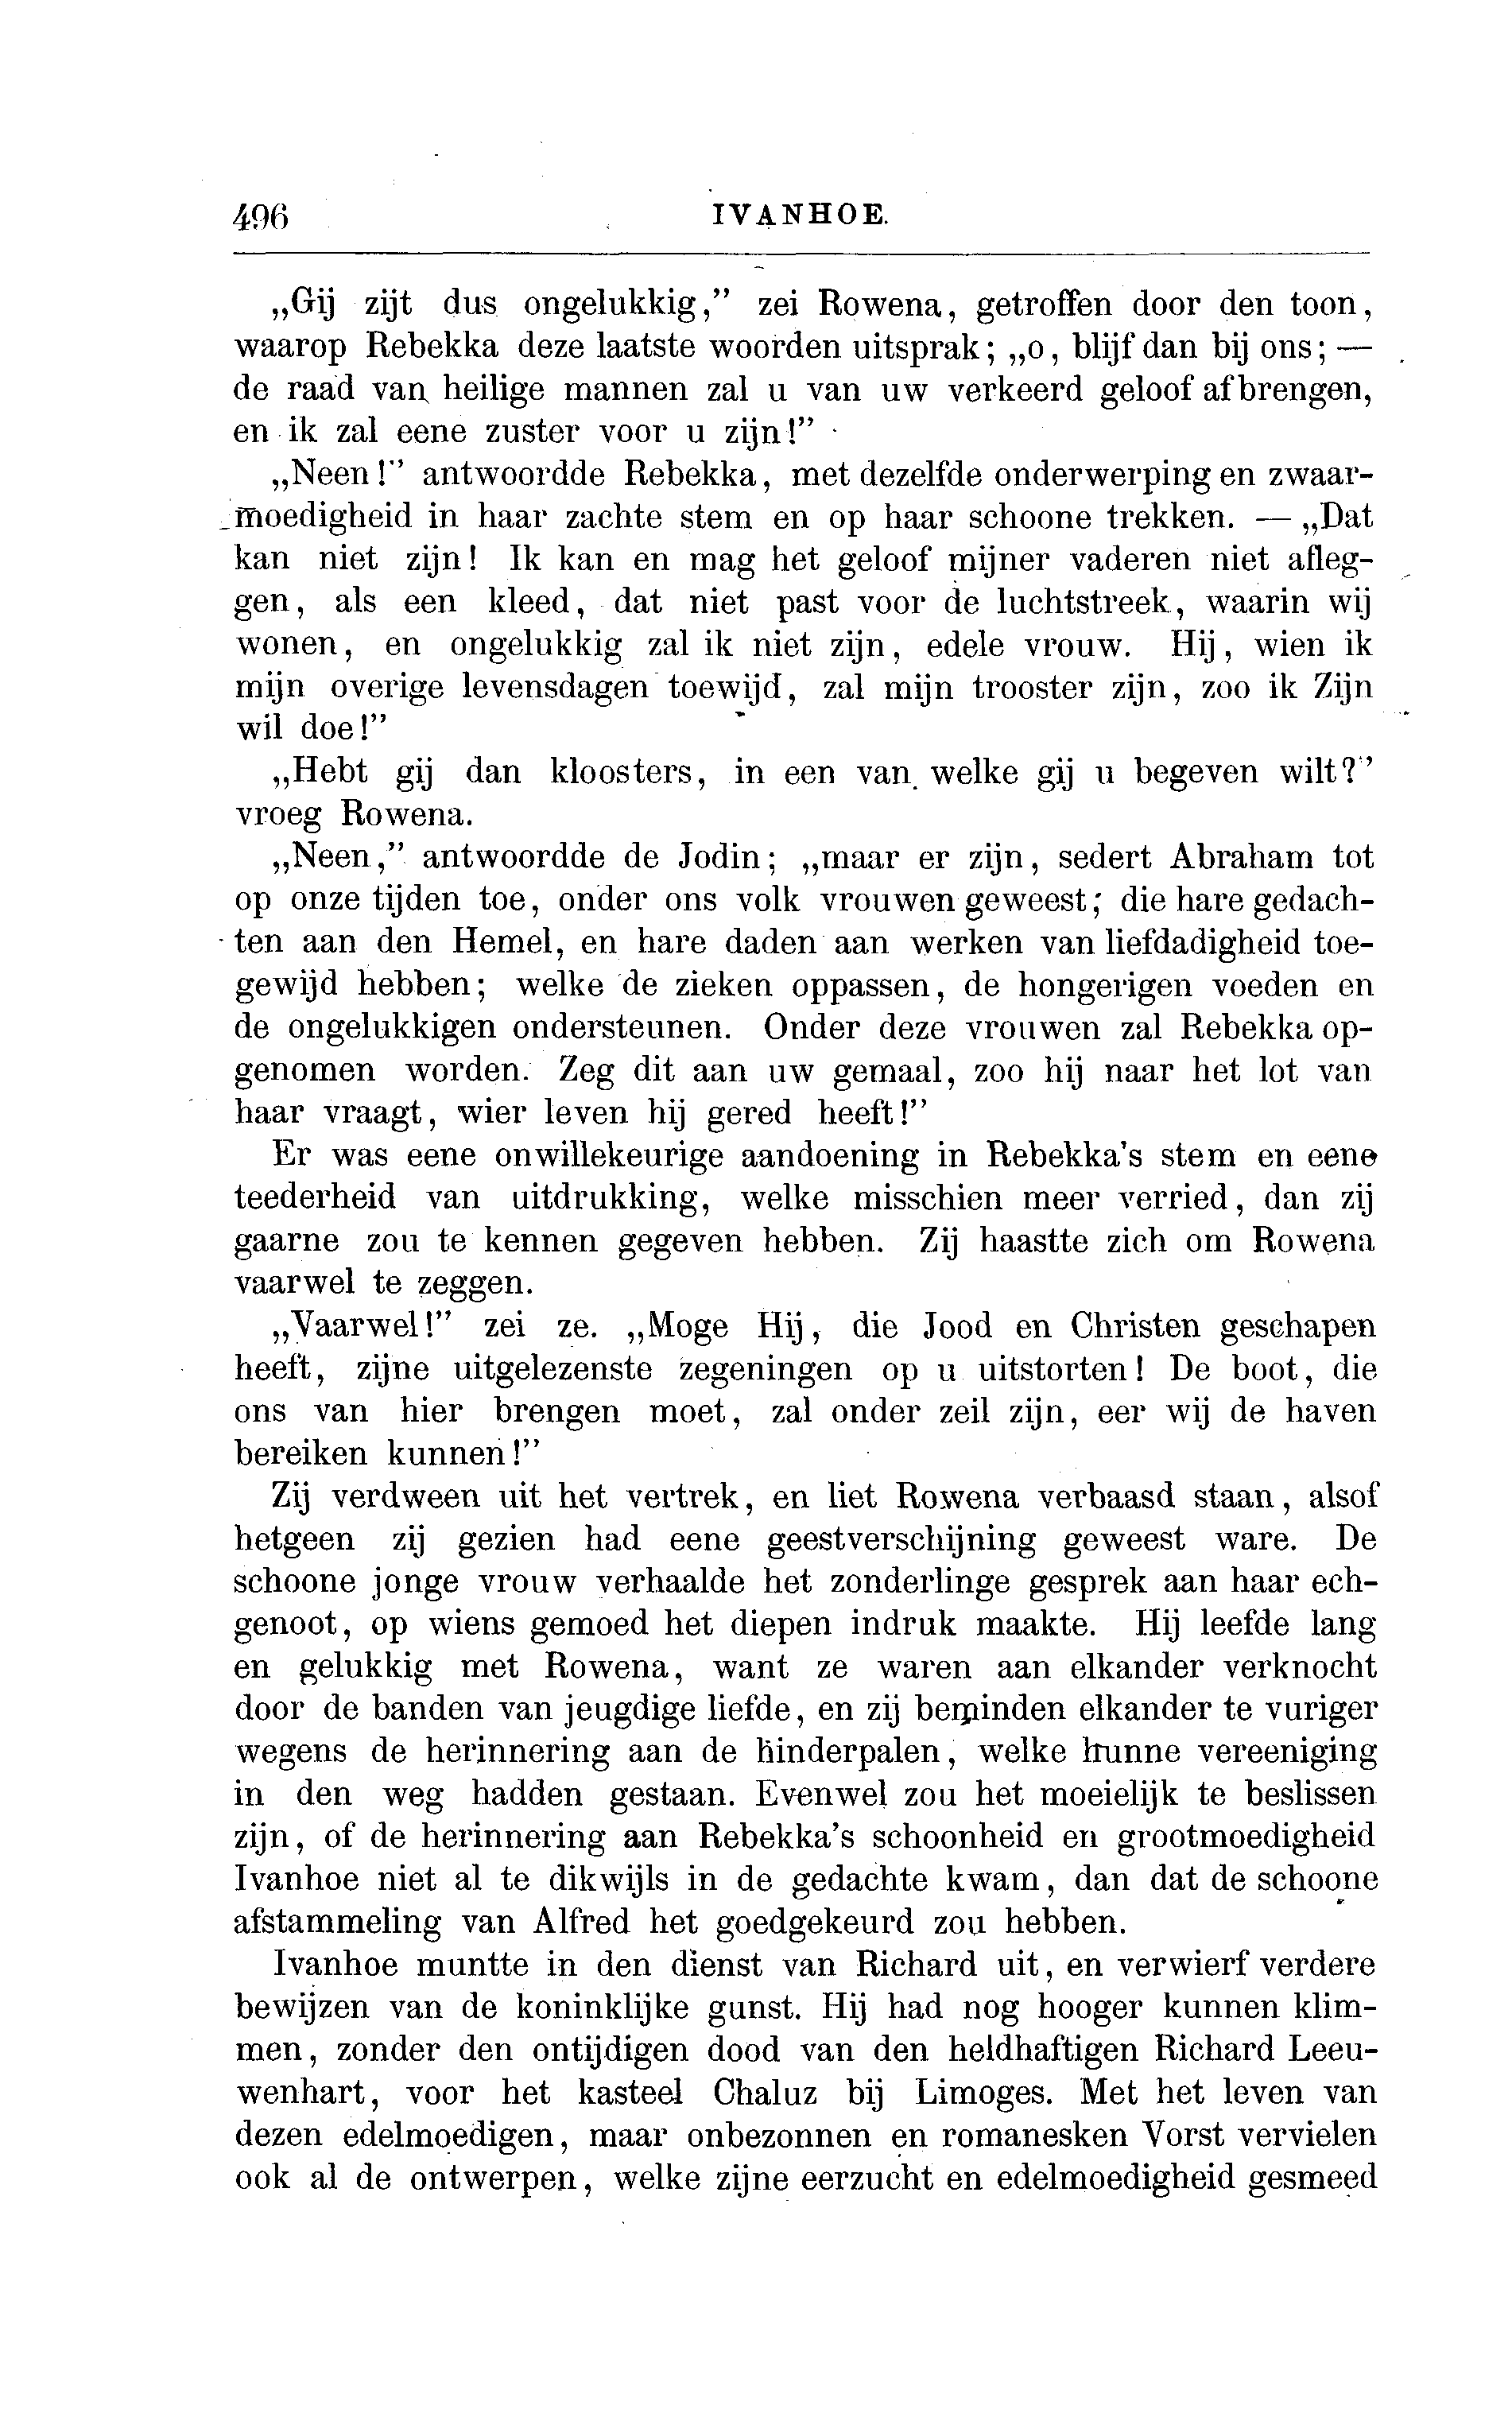 496 IVANHOE.
„Gij zijt dus ongelukkig,” zei Rowena, getroffen door den toon,
waarop Rebekka deze laatste woorden uitsprak; „o, blijf dan bij ons; —
de raad van heilige mannen zal u van uw verkeerd geloof afbrengen,
en ik zal eene zuster voor u zijn!”
„Neen!” antwoordde Rebekka, met dezelfde onderwerping en zwaar-
moedigheid in haar zachte stem en op haar schoone trekken. — „Dat
kan niet zijn! Ik kan en mag het geloof mijner vaderen niet afleg-
gen, als een kleed, dat niet past voor de luchtstreek, waarin wij
wonen, en ongelukkig zal ik niet zijn, edele vrouw. Hij, wien ik
mijn overige levensdagen toewijd, zal mijn trooster zijn, zoo ik Zijn
wil doe!”
„Hebt gij dan kloosters, in een van welke gij u begeven wilt?”
vroeg Rowena.
„Neen,” antwoordde de Jodin; „maar er zijn, sedert Abraham tot
op onze tijden toe, onder ons volk vrouwen geweest; die hare gedach-
ten aan den Hemel, en hare daden aan werken van liefdadigheid toe-
gewijd hebben; welke de zieken oppassen, de hongerigen voeden en
de ongelukkigen ondersteunen. Onder deze vrouwen zal Rebekka op-
genomen worden. Zeg dit aan uw gemaal, zoo hij naar het lot van
haar vraagt, wier leven hij gered heeft!”
Er was eene onwillekeurige aandoening in Rebekka’s stem en eene
teederheid van uitdrukking, welke misschien meer verried, dan zij
gaarne zou te kennen gegeven hebben. Zij haastte zich om Rowena
vaarwel te zeggen.
„Vaarwel!” zei ze. „Moge Hij, die Jood en Christen geschapen
heeft, zijne uitgelezenste zegeningen op u uitstorten! De boot, die
ons van hier brengen moet, zal onder zeil zijn, eer wij de haven
bereiken kunnen!”
Zij verdween uit het vertrek, en liet Rowena verbaasd staan, alsof
hetgeen zij gezien had eene geestverschijning geweest ware. De
schoone jonge vrouw verhaalde het zonderlinge gesprek aan haar ech-
genoot, op wiens gemoed het diepen indruk maakte. Hij leefde lang
en gelukkig met Rowena, want ze waren aan elkander verknocht
door de banden van jeugdige liefde, en zij beminden elkander te vuriger
wegens de herinnering aan de hinderpalen, welke hunne vereeniging
in den weg hadden gestaan. Evenwel zou het moeielijk te beslissen
zijn, of de herinnering aan Rebekka’s schoonheid en grootmoedigheid
Ivanhoe niet al te dikwijls in de gedachte kwam, dan dat de schoone
afstammeling van Alfred het goedgekeurd zou hebben.
Ivanhoe muntte in den dienst van Richard uit, en verwierf verdere
bewijzen van de koninklijke gunst. Hij had nog hooger kunnen klim-
men, zonder den ontijdigen dood van den heldhaftigen Richard Leeu-
wenhart, voor het kasteel Chaluz bij Limoges. Met het leven van
dezen edelmoedigen, maar onbezonnen en romanesken Vorst vervielen
ook al de ontwerpen, welke zijne eerzucht en edelmoedigheid gesmeed